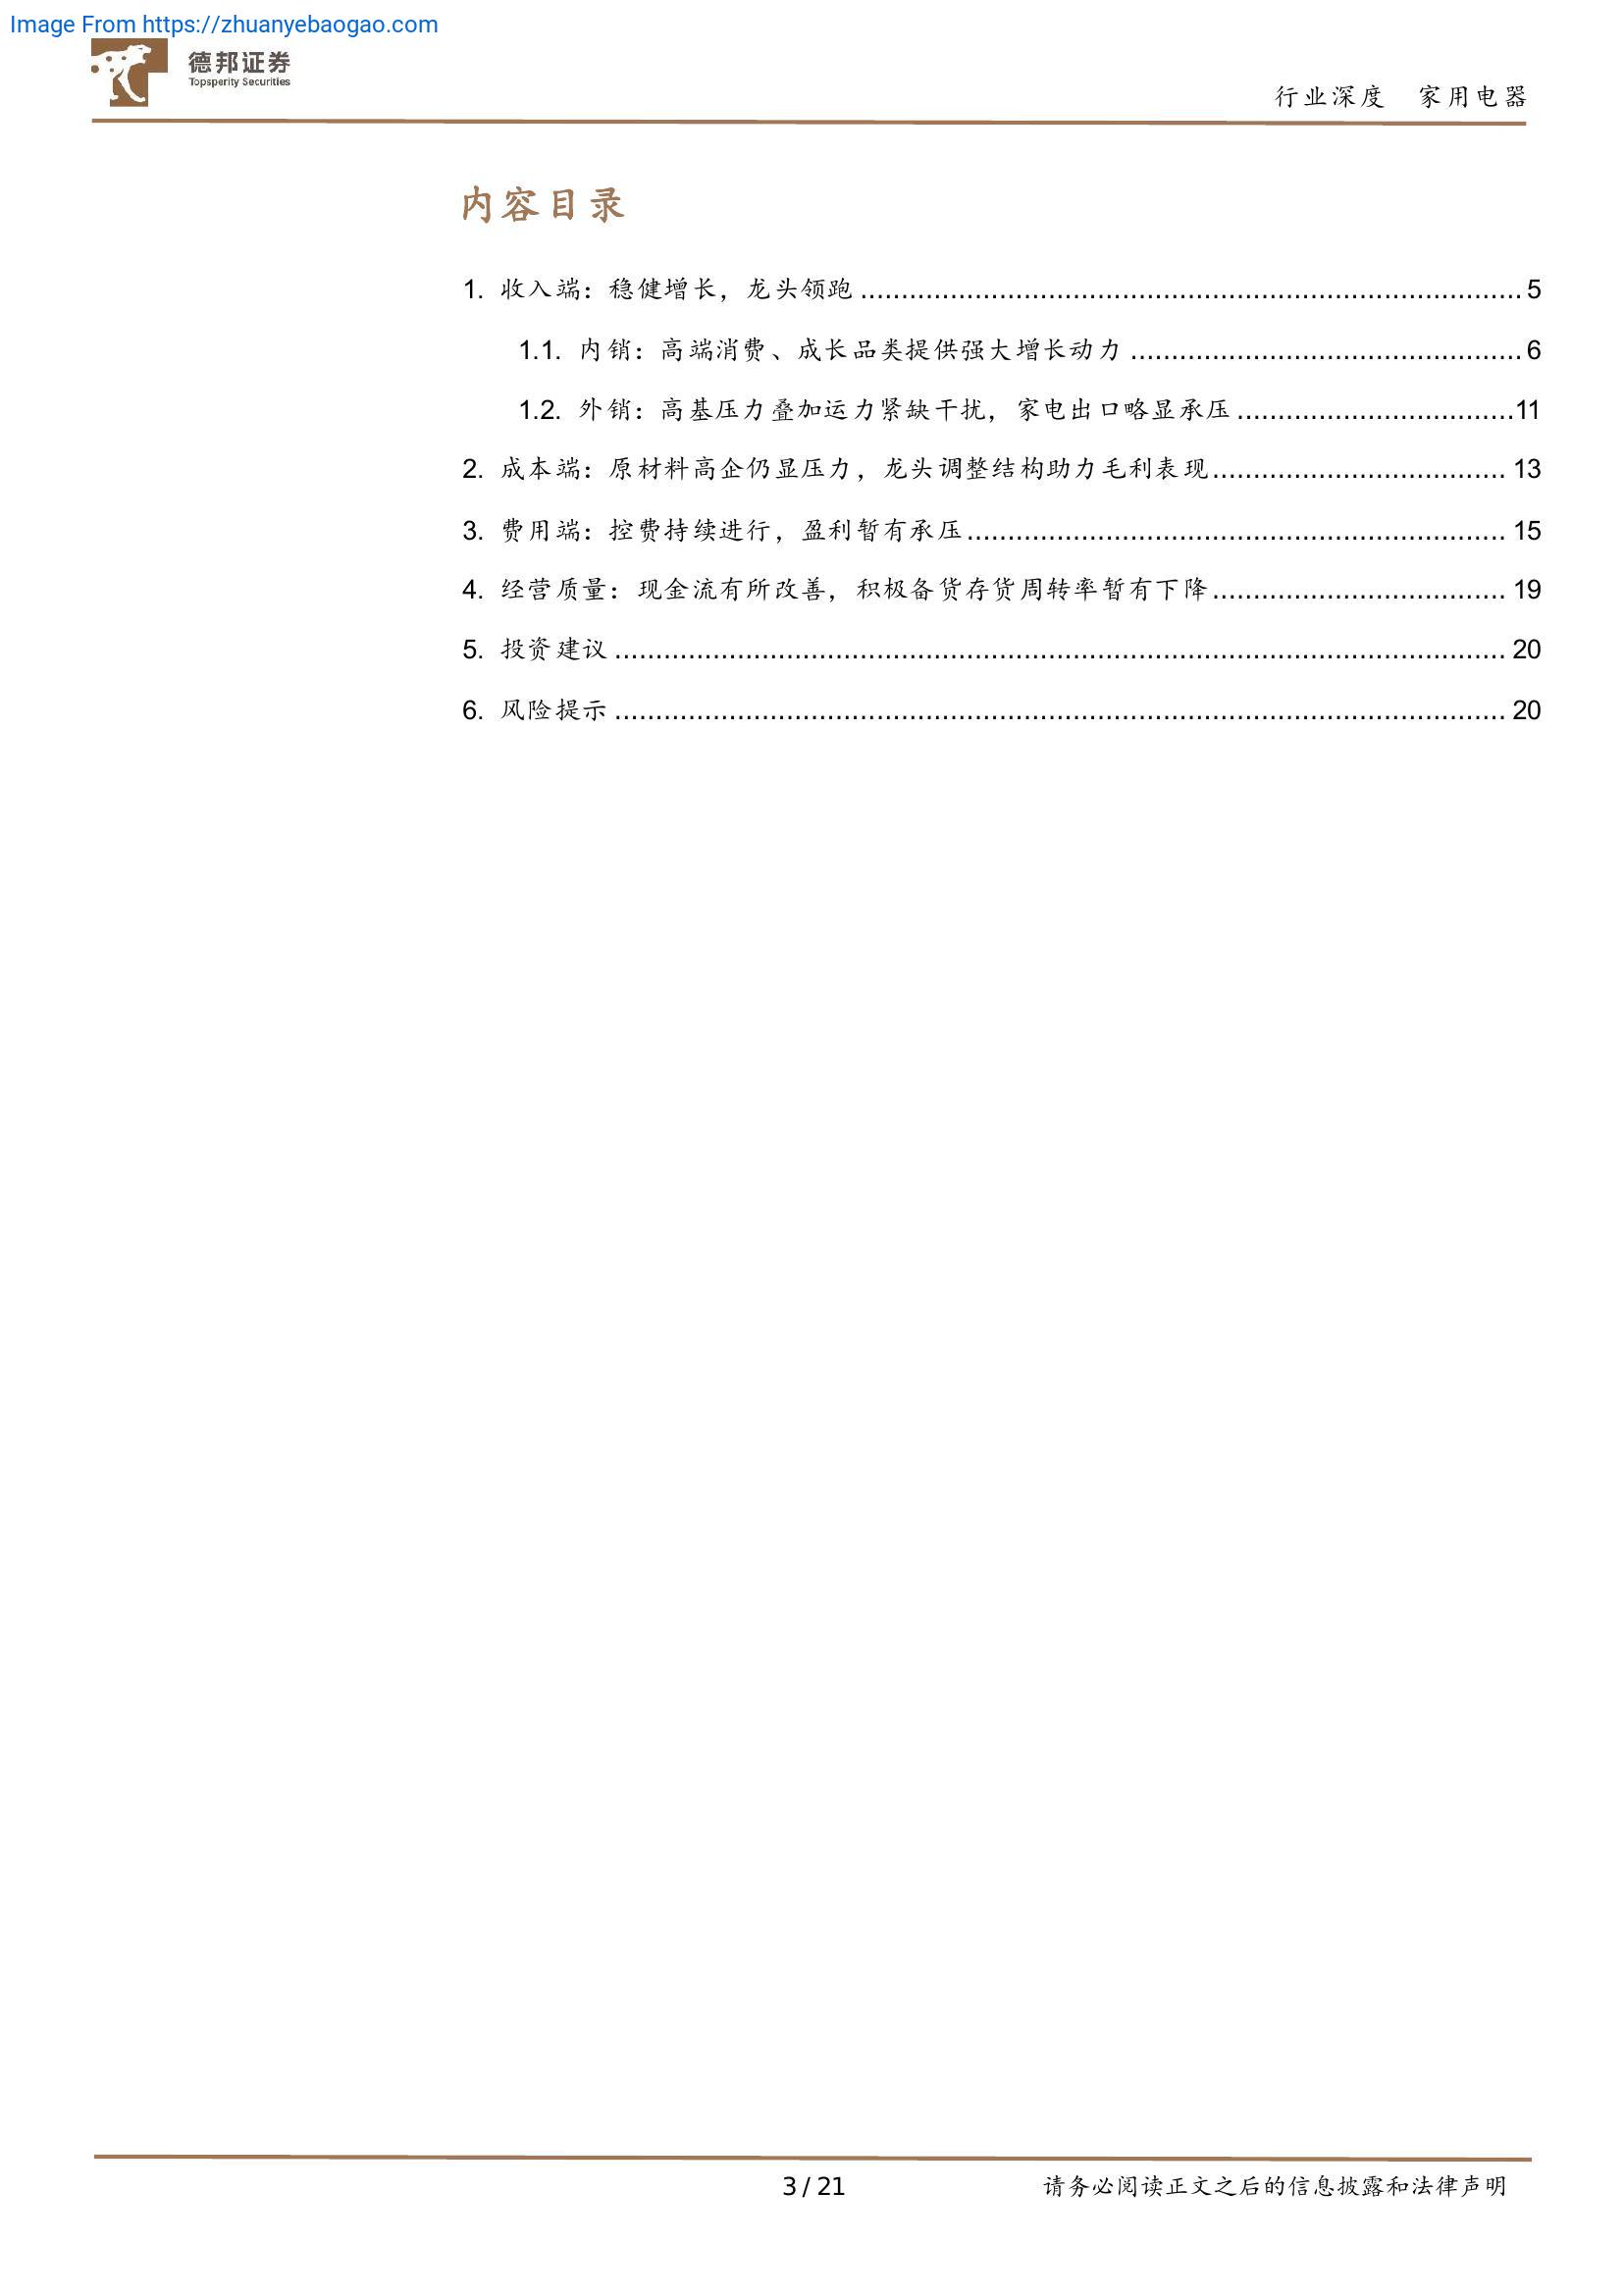 Image From https://zhuanyebaogao.com
德邦证券
Topsperity Securities
行业深度 家用电器
内容目录
1. 收入端：稳健增长，龙头领跑 ................................................................................ 5
1.1. 内销：高端消费、成长品类提供强大增长动力 ................................................ 6
1.2. 外销：高基压力叠加运力紧缺干扰，家电出口略显承压 .................................. 11
2. 成本端：原材料高企仍显压力，龙头调整结构助力毛利表现 .................................... 13
3. 费用端：控费持续进行，盈利暂有承压 .................................................................. 15
4. 经营质量：现金流有所改善，积极备货存货周转率暂有下降 .................................... 19
5. 投资建议 ............................................................................................................. 20
6. 风险提示 ............................................................................................................. 20
3 / 21 请务必阅读正文之后的信息披露和法律声明